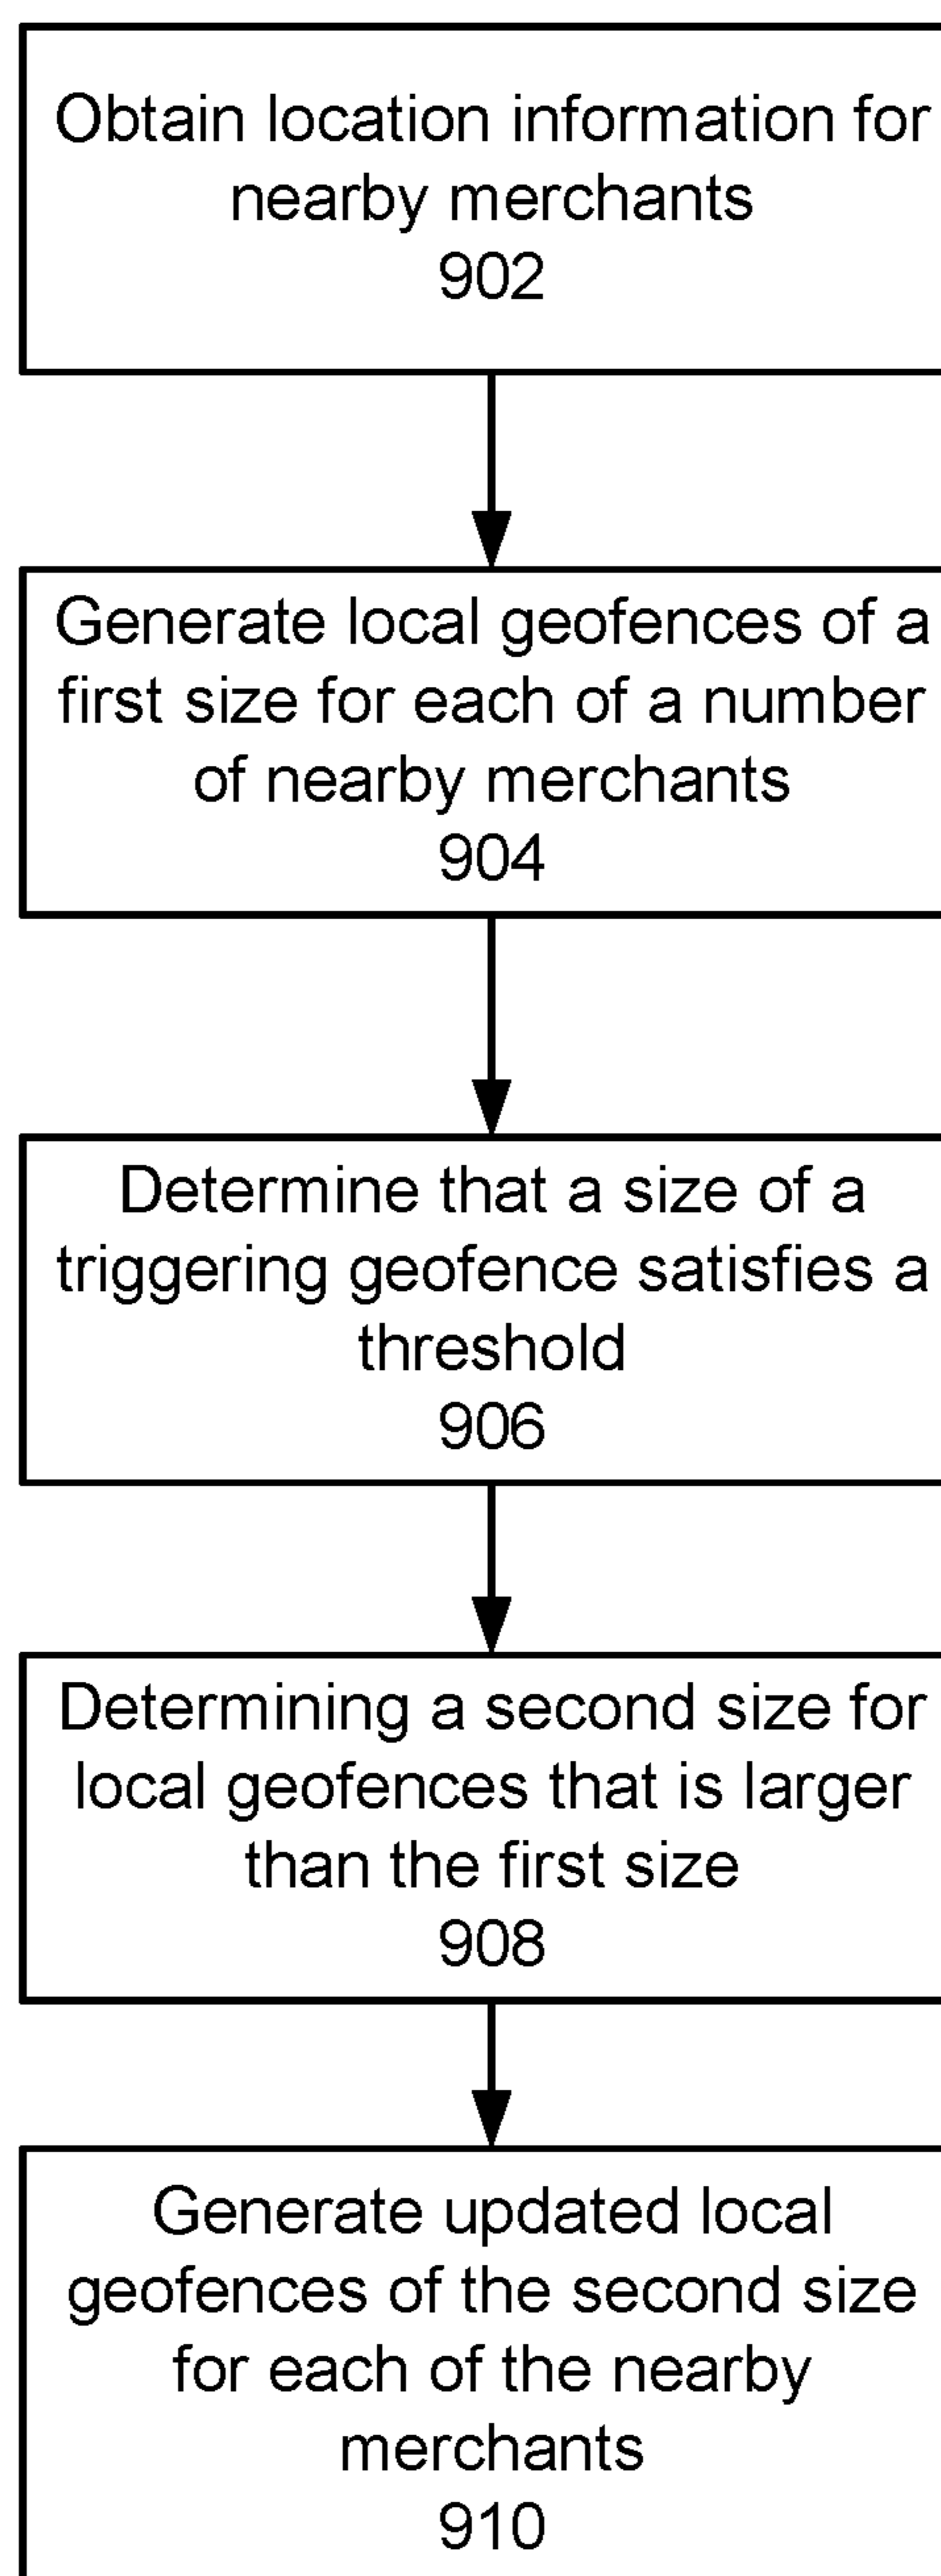 Obtain location information for
nearby merchants
902
Generate local geofences of a
first size for each of a number
of nearby merchants
904
Determine that a size of a
triggering geofence satisfies a
threshold
906
Determining a second size for
local geofences that is larger
than the first size
908
Generate updated local
geofences of the second size
for each of the nearby
merchants
910